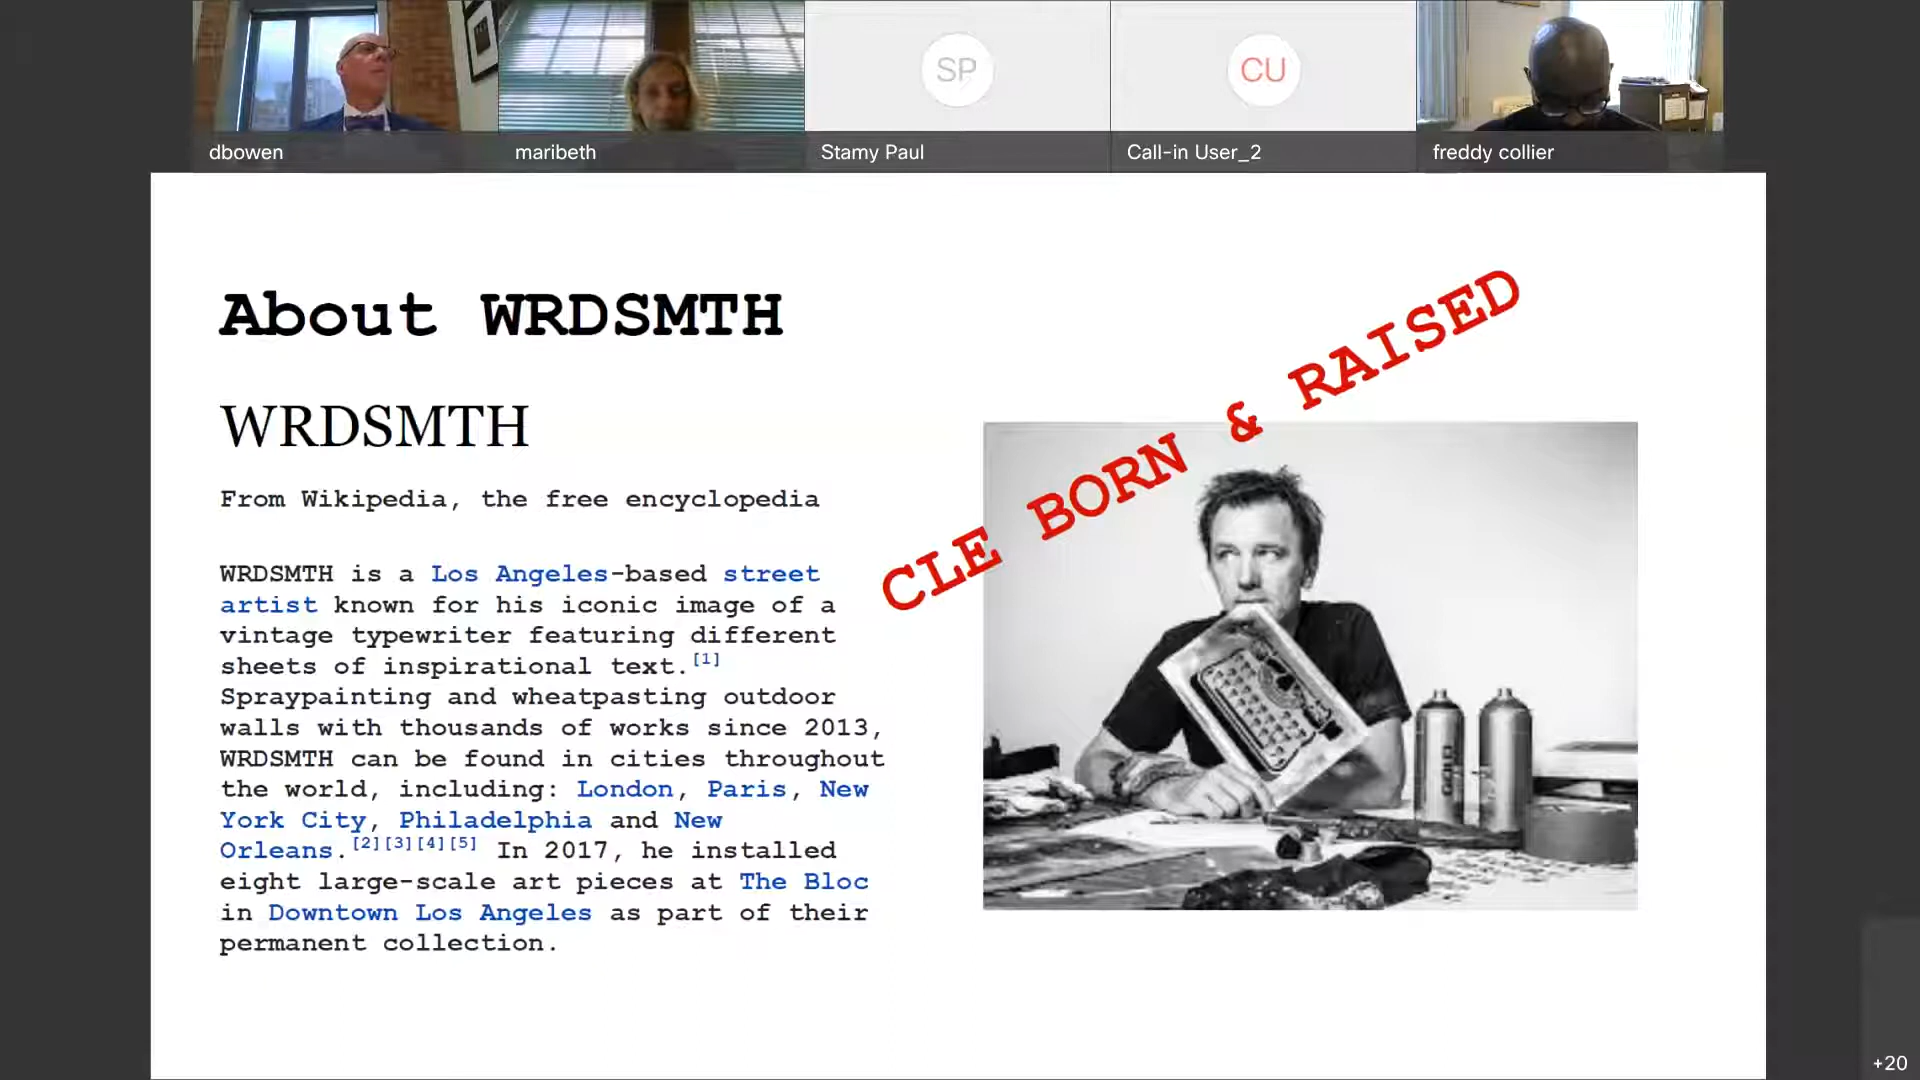 SP
CU
dbowen
maribeth
Stamy Paul
Call-in User_2
freddy collier
About WRDSMTH
CLE BORN & RAISED
WRDSMTH
From Wikipedia, the free encyclopedia
WRDSMTH is a Los Angeles-based street
artist known for his iconic image of a
vintage typewriter featuring different
sheets of inspirational text.[1]
Spraypainting and wheatpasting outdoor
walls with thousands of works since 2013,
WRDSMTH can be found in cities throughout
the world, including: London, Paris, New
York City, Philadelphia and New
Orleans.[2][3][4][5] In 2017, he installed
eight large-scale art pieces at The Bloc
in Downtown Los Angeles as part of their
permanent collection.
GOLD
+20